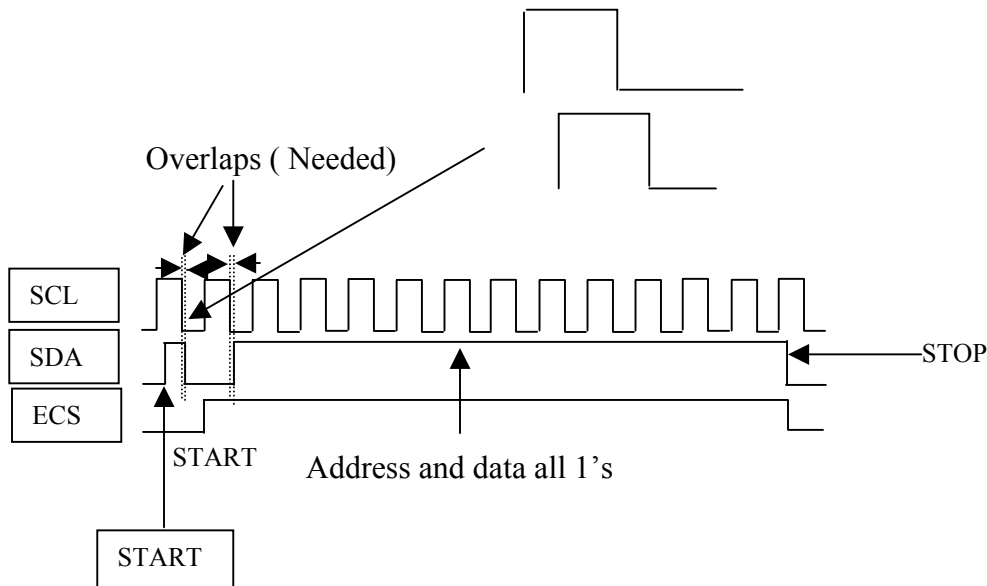 Overlaps ( Needed)
SCL
SDA
STOP
ECS
START
Address and data all 1’s
START